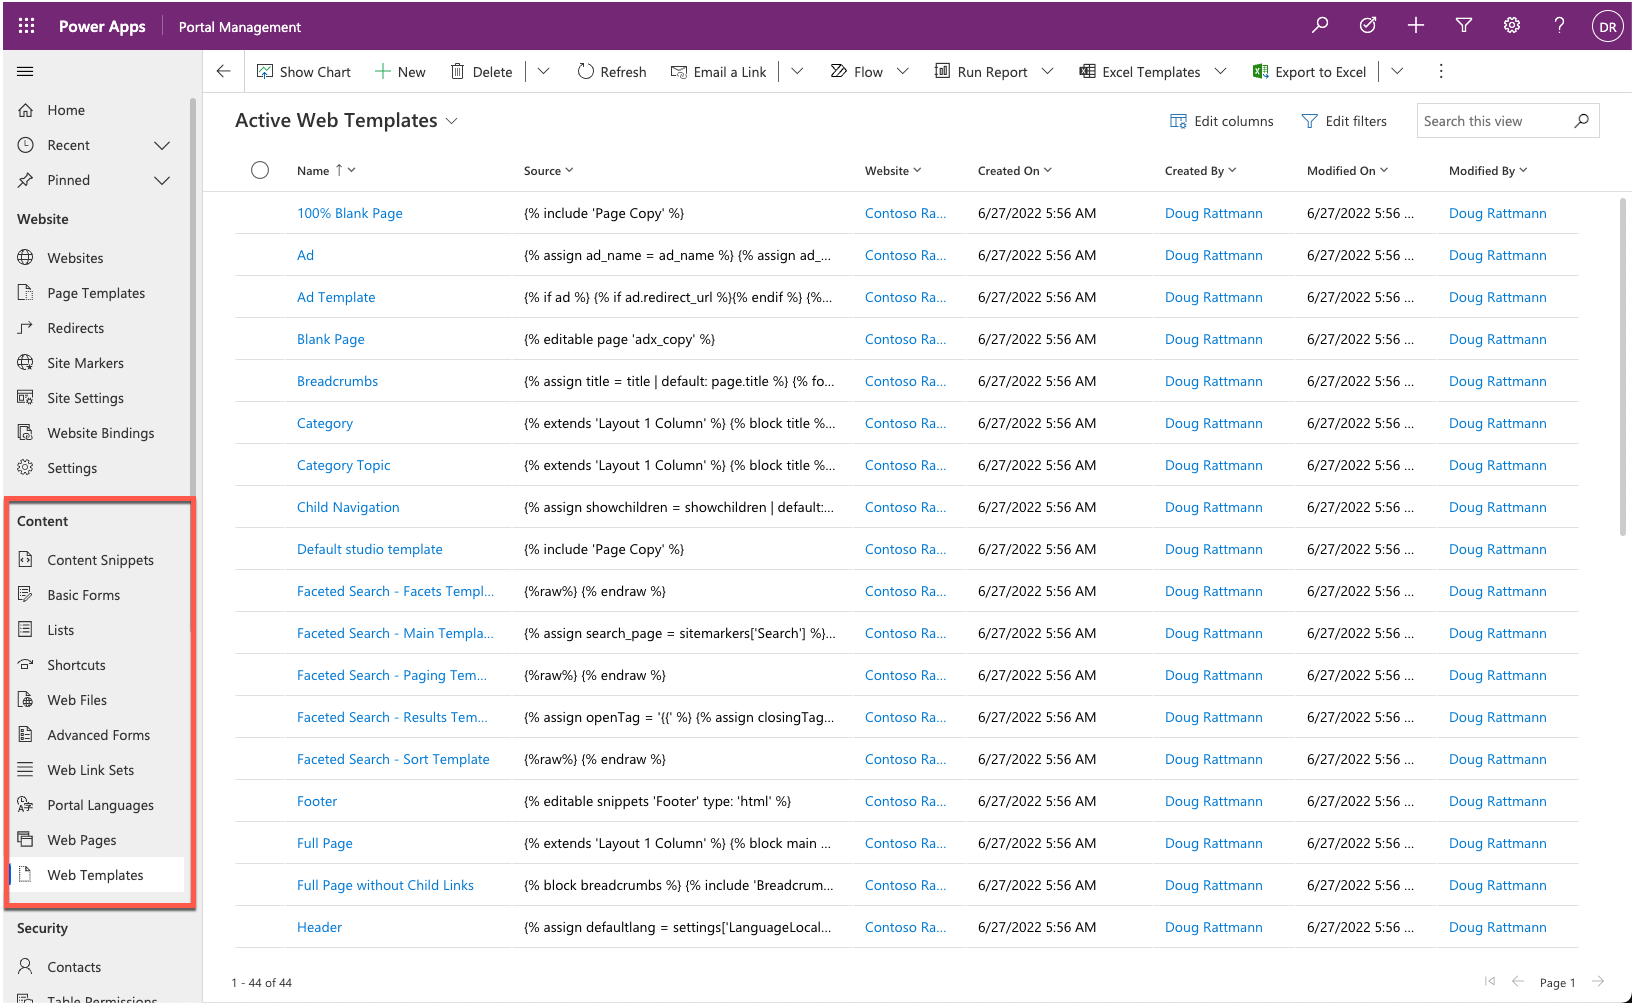 Power Apps Portal Management DR
Show Chart New Delete Refresh Email a Link Flow Run Report Excel Templates Export to Excel
Home
Recent
Pinned
Website
Websites
Page Templates
Redirects
Site Markers
Site Settings
Website Bindings
Settings
Content
Content Snippets
Basic Forms
Lists
Shortcuts
Web Files
Advanced Forms
Web Link Sets
Portal Languages
Web Pages
Web Templates
Security
Contacts
Table Permissions
Active Web Templates Edit columns Edit filters Search this view
Name Source Website Created On Created By Modified On Modified By
100% Blank Page {% include 'Page Copy' %} Contoso Ra... 6/27/2022 5:56 AM Doug Rattmann 6/27/2022 5:56 ... Doug Rattmann
Ad {% assign ad_name = ad_name %} {% assign ad_... Contoso Ra... 6/27/2022 5:56 AM Doug Rattmann 6/27/2022 5:56 ... Doug Rattmann
Ad Template {% if ad %} {% if ad.redirect_url %}{% endif %} {%... Contoso Ra... 6/27/2022 5:56 AM Doug Rattmann 6/27/2022 5:56 ... Doug Rattmann
Blank Page {% editable page 'adx_copy' %} Contoso Ra... 6/27/2022 5:56 AM Doug Rattmann 6/27/2022 5:56 ... Doug Rattmann
Breadcrumbs {% assign title = title | default: page.title %} {% fo... Contoso Ra... 6/27/2022 5:56 AM Doug Rattmann 6/27/2022 5:56 ... Doug Rattmann
Category {% extends 'Layout 1 Column' %} {% block title %... Contoso Ra... 6/27/2022 5:56 AM Doug Rattmann 6/27/2022 5:56 ... Doug Rattmann
Category Topic {% extends 'Layout 1 Column' %} {% block title %... Contoso Ra... 6/27/2022 5:56 AM Doug Rattmann 6/27/2022 5:56 ... Doug Rattmann
Child Navigation {% assign showchildren = showchildren | default:... Contoso Ra... 6/27/2022 5:56 AM Doug Rattmann 6/27/2022 5:56 ... Doug Rattmann
Default studio template {% include 'Page Copy' %} Contoso Ra... 6/27/2022 5:56 AM Doug Rattmann 6/27/2022 5:56 ... Doug Rattmann
Faceted Search - Facets Templ... {%raw%} {% endraw %} Contoso Ra... 6/27/2022 5:56 AM Doug Rattmann 6/27/2022 5:56 ... Doug Rattmann
Faceted Search - Main Templa... {% assign search_page = sitemarkers['Search'] %}... Contoso Ra... 6/27/2022 5:56 AM Doug Rattmann 6/27/2022 5:56 ... Doug Rattmann
Faceted Search - Paging Tem... {%raw%} {% endraw %} Contoso Ra... 6/27/2022 5:56 AM Doug Rattmann 6/27/2022 5:56 ... Doug Rattmann
Faceted Search - Results Tem... {% assign openTag = '{{' %} {% assign closingTag... Contoso Ra... 6/27/2022 5:56 AM Doug Rattmann 6/27/2022 5:56 ... Doug Rattmann
Faceted Search - Sort Template {%raw%} {% endraw %} Contoso Ra... 6/27/2022 5:56 AM Doug Rattmann 6/27/2022 5:56 ... Doug Rattmann
Footer {% editable snippets 'Footer' type: 'html' %} Contoso Ra... 6/27/2022 5:56 AM Doug Rattmann 6/27/2022 5:56 ... Doug Rattmann
Full Page {% extends 'Layout 1 Column' %} {% block main ... Contoso Ra... 6/27/2022 5:56 AM Doug Rattmann 6/27/2022 5:56 ... Doug Rattmann
Full Page without Child Links {% block breadcrumbs %} {% include 'Breadcrum... Contoso Ra... 6/27/2022 5:56 AM Doug Rattmann 6/27/2022 5:56 ... Doug Rattmann
Header {% assign defaultlang = settings['LanguageLocal... Contoso Ra... 6/27/2022 5:56 AM Doug Rattmann 6/27/2022 5:56 ... Doug Rattmann
1 - 44 of 44 Page 1